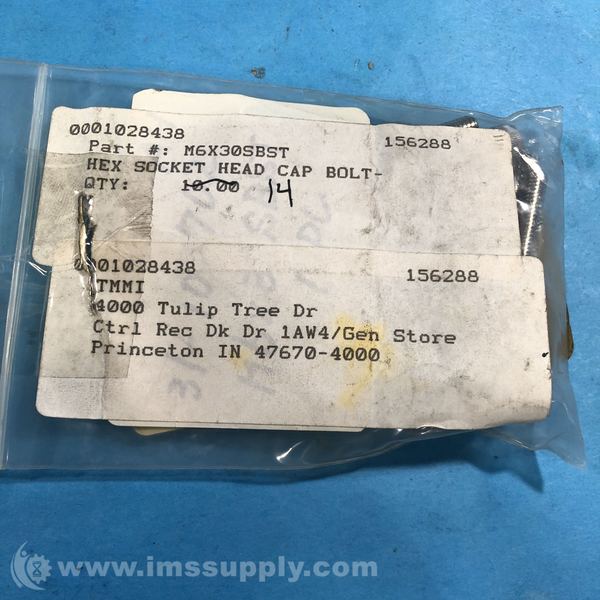 0001028438 156288
Part #: M6X30SBST
HEX SOCKET HEAD CAP BOLT-
QTY: 10.00 14
0001028438 156288
TMMI
4000 Tulip Tree Dr
Ctrl Rec Dk Dr 1AW4/Gen Store
Princeton IN 47670-4000
www.imssupply.com